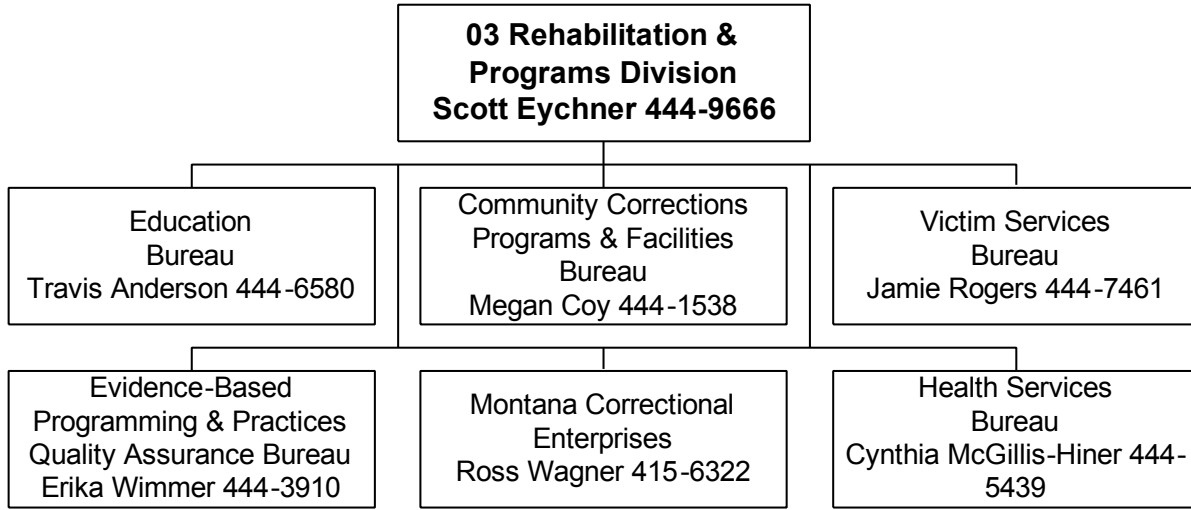 03 Rehabilitation &
Programs Division
Scott Eychner 444-9666
Education
Bureau
Travis Anderson 444-6580
Community Corrections
Programs & Facilities
Bureau
Megan Coy 444-1538
Victim Services
Bureau
Jamie Rogers 444-7461
Evidence-Based
Programming & Practices
Quality Assurance Bureau
Erika Wimmer 444-3910
Montana Correctional
Enterprises
Ross Wagner 415-6322
Health Services
Bureau
Cynthia McGillis-Hiner 444-
5439